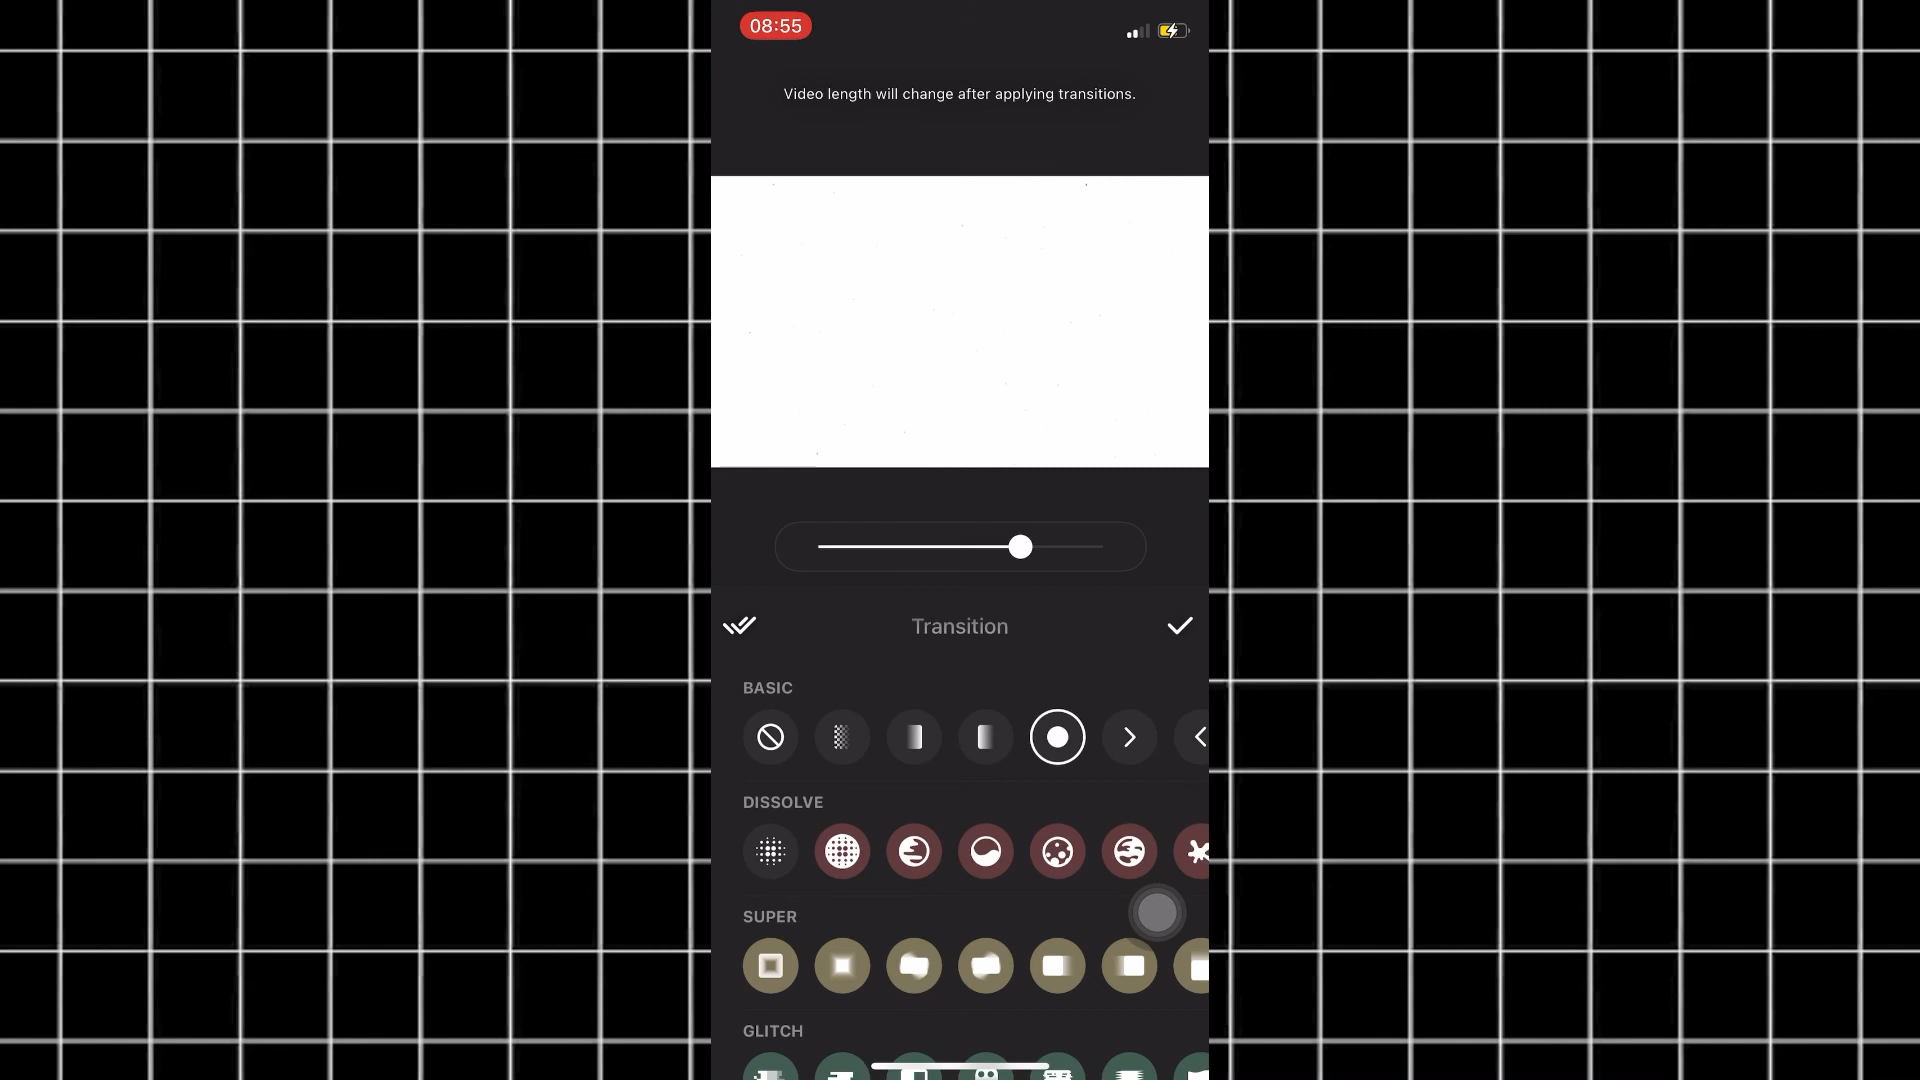 08:55
Video length will change after applying transitions.
Transition
BASIC
DISSOLVE
SUPER
GLITCH